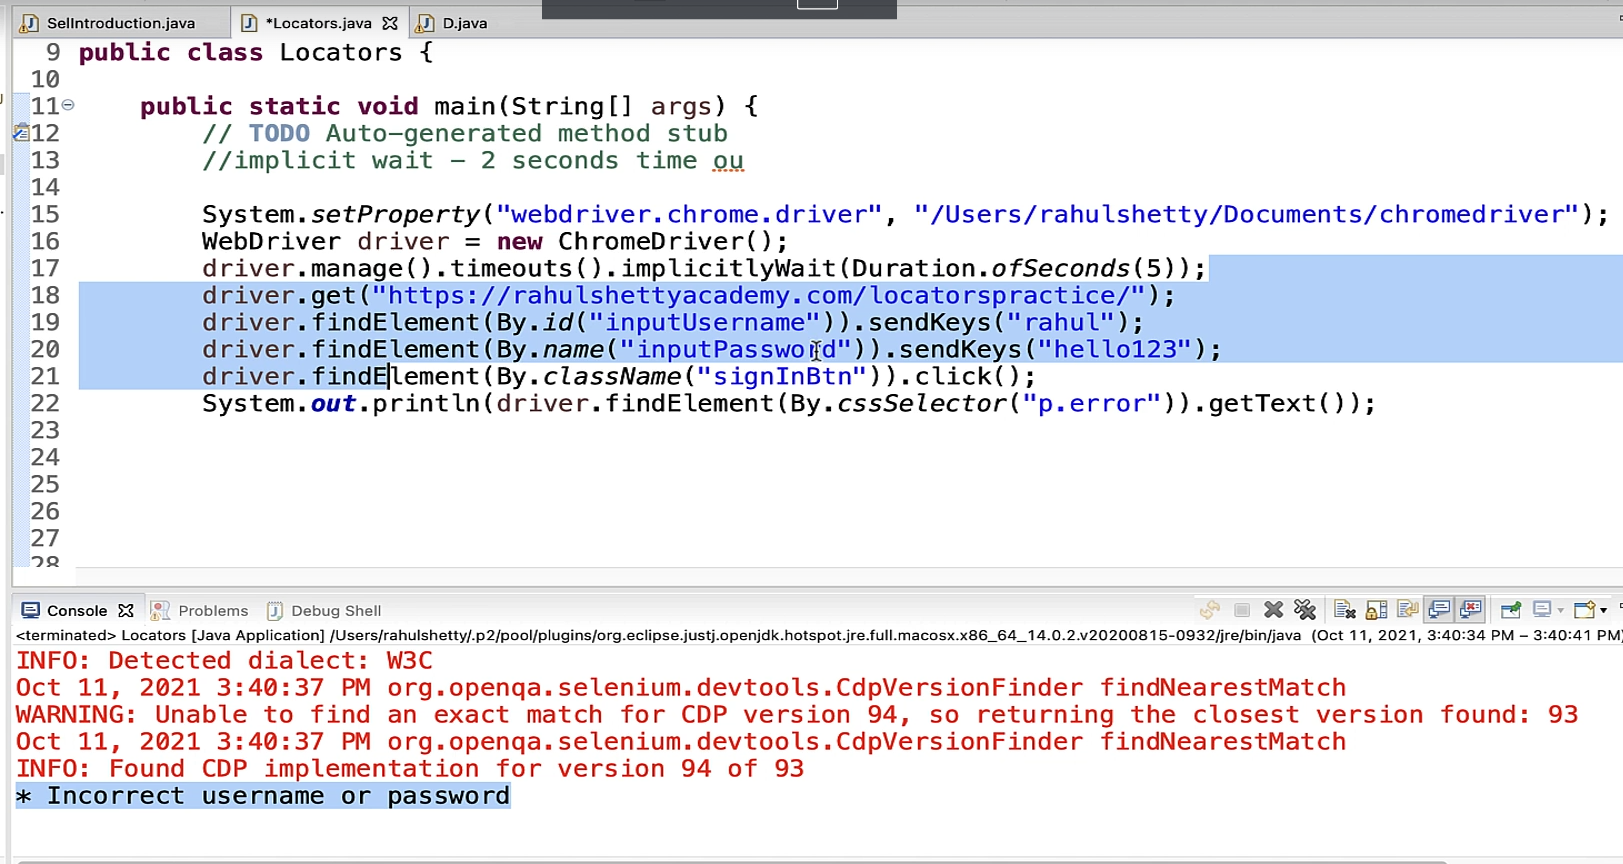 SelIntroduction.java *Locators.java D.java
9 public class Locators {
10
11 public static void main(String[] args) {
12 // TODO Auto-generated method stub
13 //implicit wait – 2 seconds time ou
14
15 System.setProperty("webdriver.chrome.driver", "/Users/rahulshetty/Documents/chromedriver");
16 WebDriver driver = new ChromeDriver();
17 driver.manage().timeouts().implicitlyWait(Duration.ofSeconds(5));
18 driver.get("https://rahulshettyacademy.com/locatorspractice/");
19 driver.findElement(By.id("inputUsername")).sendKeys("rahul");
20 driver.findElement(By.name("inputPassword")).sendKeys("hello123");
21 driver.findElement(By.className("signInBtn")).click();
22 System.out.println(driver.findElement(By.cssSelector("p.error")).getText());
23
24
25
26
27
28
Console Problems Debug Shell
<terminated> Locators [Java Application] /Users/rahulshetty/.p2/pool/plugins/org.eclipse.justj.openjdk.hotspot.jre.full.macosx.x86_64_14.0.2.v20200815-0932/jre/bin/java (Oct 11, 2021, 3:40:34 PM – 3:40:41 PM)
INFO: Detected dialect: W3C
Oct 11, 2021 3:40:37 PM org.openqa.selenium.devtools.CdpVersionFinder findNearestMatch
WARNING: Unable to find an exact match for CDP version 94, so returning the closest version found: 93
Oct 11, 2021 3:40:37 PM org.openqa.selenium.devtools.CdpVersionFinder findNearestMatch
INFO: Found CDP implementation for version 94 of 93
* Incorrect username or password